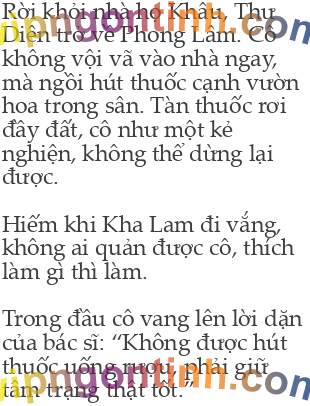 Rời khỏi nhà họ Khâu, Thư
Diện trở về Phong Lâm. Cô
không vội vã vào nhà ngay,
mà ngồi hút thuốc cạnh vườn
hoa trong sân. Tàn thuốc rơi
đầy đất, cô như một kẻ
nghiện, không thể dừng lại
được.
Hiếm khi Kha Lam đi vắng,
không ai quản được cô, thích
làm gì thì làm.
Trong đầu cô vang lên lời dặn
của bác sĩ: “Không được hút
thuốc uống rượu, phải giữ
tâm trạng thật tốt.”
vipngontinh.com
vipngontinh.com